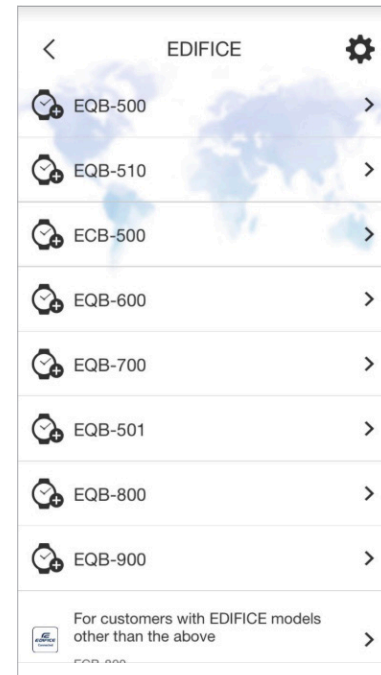 EDIFICE
EQB-500
EQB-510
ECB-500
EQB-600
EQB-700
EQB-501
EQB-800
EQB-900
For customers with EDIFICE models
other than the above